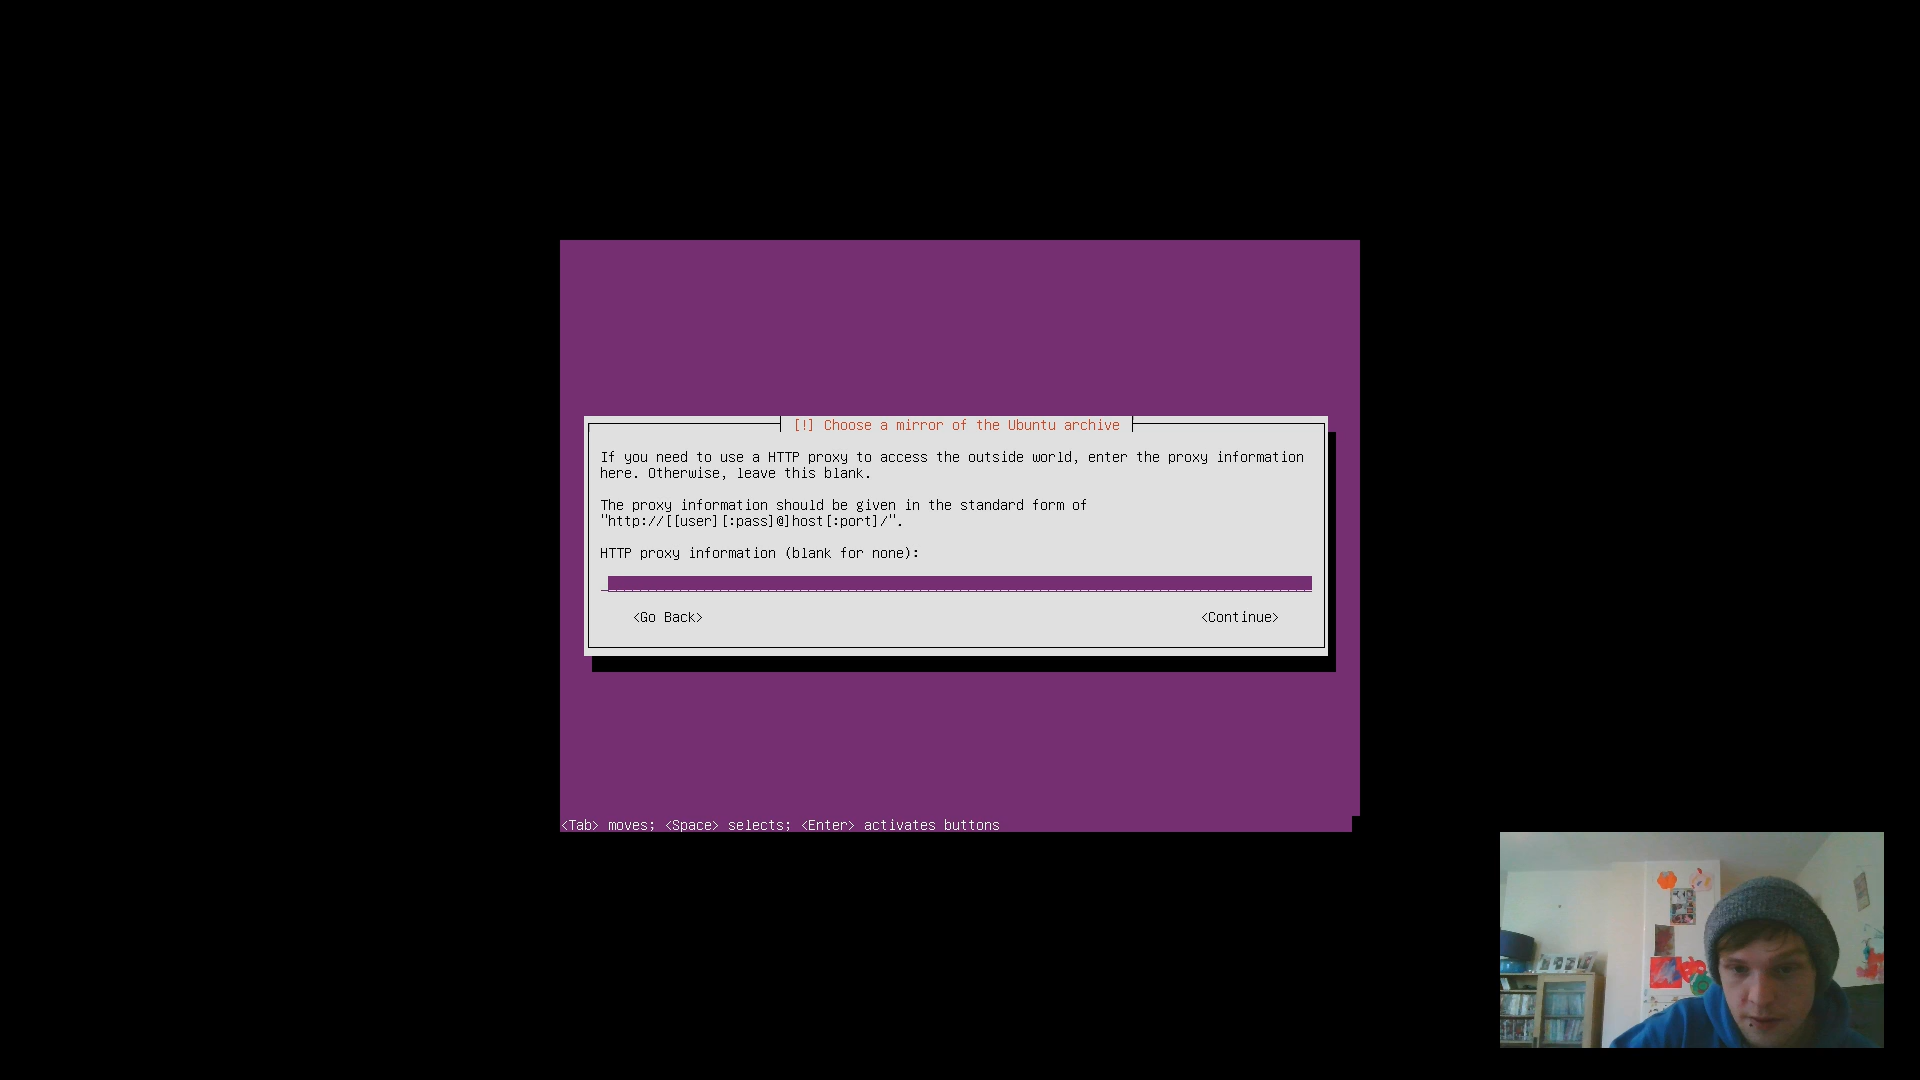 [!] Choose a mirror of the Ubuntu archive
If you need to use a HTTP proxy to access the outside world, enter the proxy information
here. Otherwise, leave this blank.
The proxy information should be given in the standard form of
"http://[[user][:pass]@]host[:port]/".
HTTP proxy information (blank for none):
<Go Back> <Continue>
<Tab> moves; <Space> selects; <Enter> activates buttons